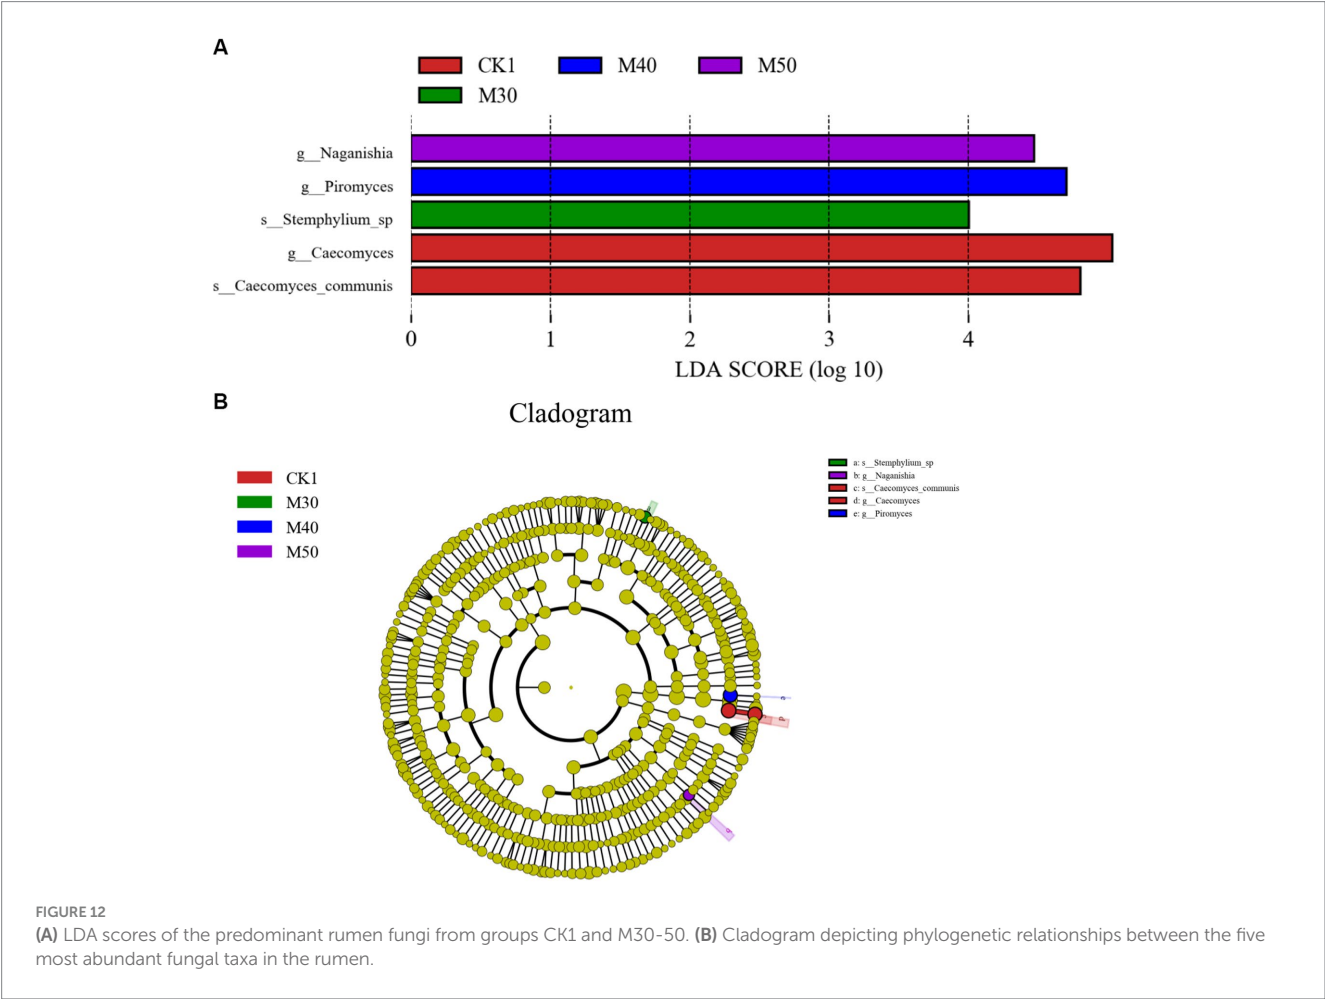 A
CK1 M40 M50
M30
g__Naganishia
g__Piromyces
s__Stemphylium_sp
g__Caecomyces
s__Caecomyces_communis
0 1 2 3 4
LDA SCORE (log 10)
B
Cladogram
CK1
M30
M40
M50
a: s__Stemphylium_sp
b: g__Naganishia
c: s__Caecomyces_communis
d: g__Caecomyces
e: g__Piromyces
FIGURE 12
(A) LDA scores of the predominant rumen fungi from groups CK1 and M30-50. (B) Cladogram depicting phylogenetic relationships between the five
most abundant fungal taxa in the rumen.